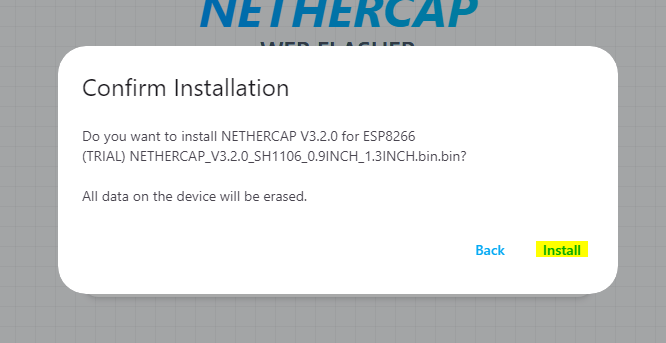 NETHERCAP
WEB FLASHER
Confirm Installation
Do you want to install NETHERCAP V3.2.0 for ESP8266
(TRIAL) NETHERCAP_V3.2.0_SH1106_0.9INCH_1.3INCH.bin.bin?
All data on the device will be erased.
Back
Install